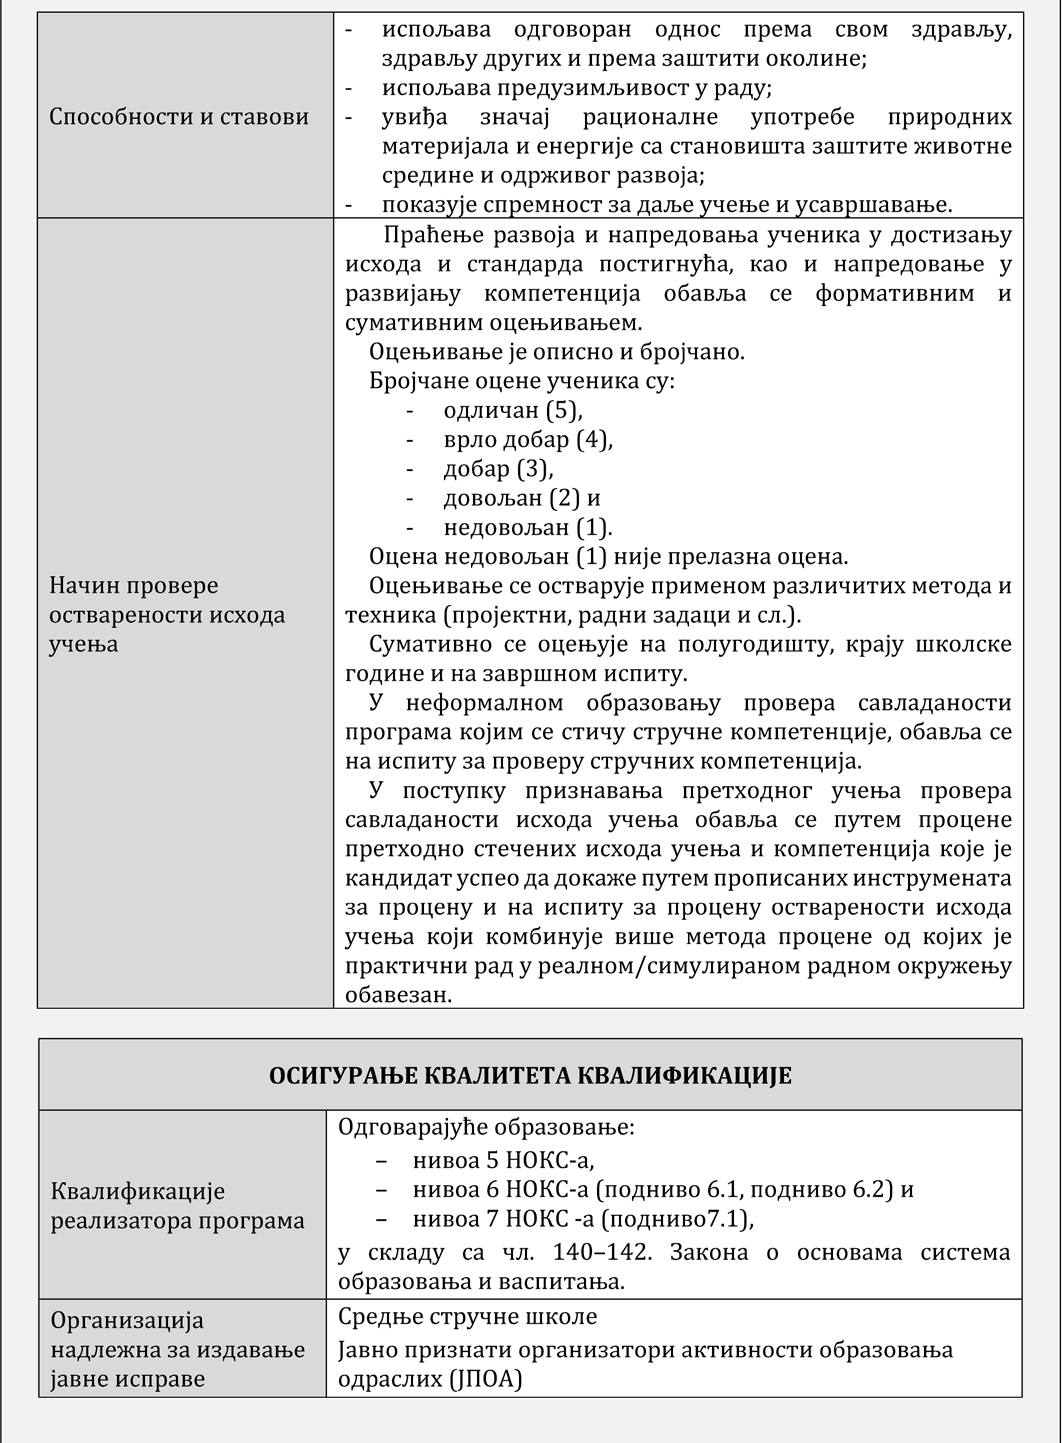 Способности и ставови
- испољава одговоран однос према свом здрављу,
здрављу других и према заштити околине;
- испољава предузимљивост у раду;
- увиђа значај рационалне употребе природних
материјала и енергије са становишта заштите животне
средине и одрживог развоја;
- показује спремност за даље учење и усавршавање.
Начин провере
остварености исхода
учења
Праћење развоја и напредовања ученика у достизању
исхода и стандарда постигнућа, као и напредовање у
развијању компетенција обавља се формативним и
сумативним оцењивањем.
Оцењивање је описно и бројчано.
Бројчане оцене ученика су:
- одличан (5),
- врло добар (4),
- добар (3),
- довољан (2) и
- недовољан (1).
Оцена недовољан (1) није прелазна оцена.
Оцењивање се остварује применом различитих метода и
техника (пројектни, радни задаци и сл.).
Сумативно се оцењује на полугодишту, крају школске
године и на завршном испиту.
У неформалном образовању провера савладаности
програма којим се стичу стручне компетенције, обавља се
на испиту за проверу стручних компетенција.
У поступку признавања претходног учења провера
савладаности исхода учења обавља се путем процене
претходно стечених исхода учења и компетенција које је
кандидат успео да докаже путем прописаних инструмената
за процену и на испиту за процену остварености исхода
учења који комбинује више метода процене од којих је
практични рад у реалном/симулираном радном окружењу
обавезан.
ОСИГУРАЊЕ КВАЛИТЕТА КВАЛИФИКАЦИЈЕ
Квалификације
реализатора програма
Одговарајуће образовање:
– нивоа 5 НОКС-а,
– нивоа 6 НОКС-а (подниво 6.1, подниво 6.2) и
– нивоа 7 НОКС -а (подниво7.1),
у складу са чл. 140–142. Закона о основама система
образовања и васпитања.
Организација
надлежна за издавање
јавне исправе
Средње стручне школе
Јавно признати организатори активности образовања
одраслих (ЈПОА)